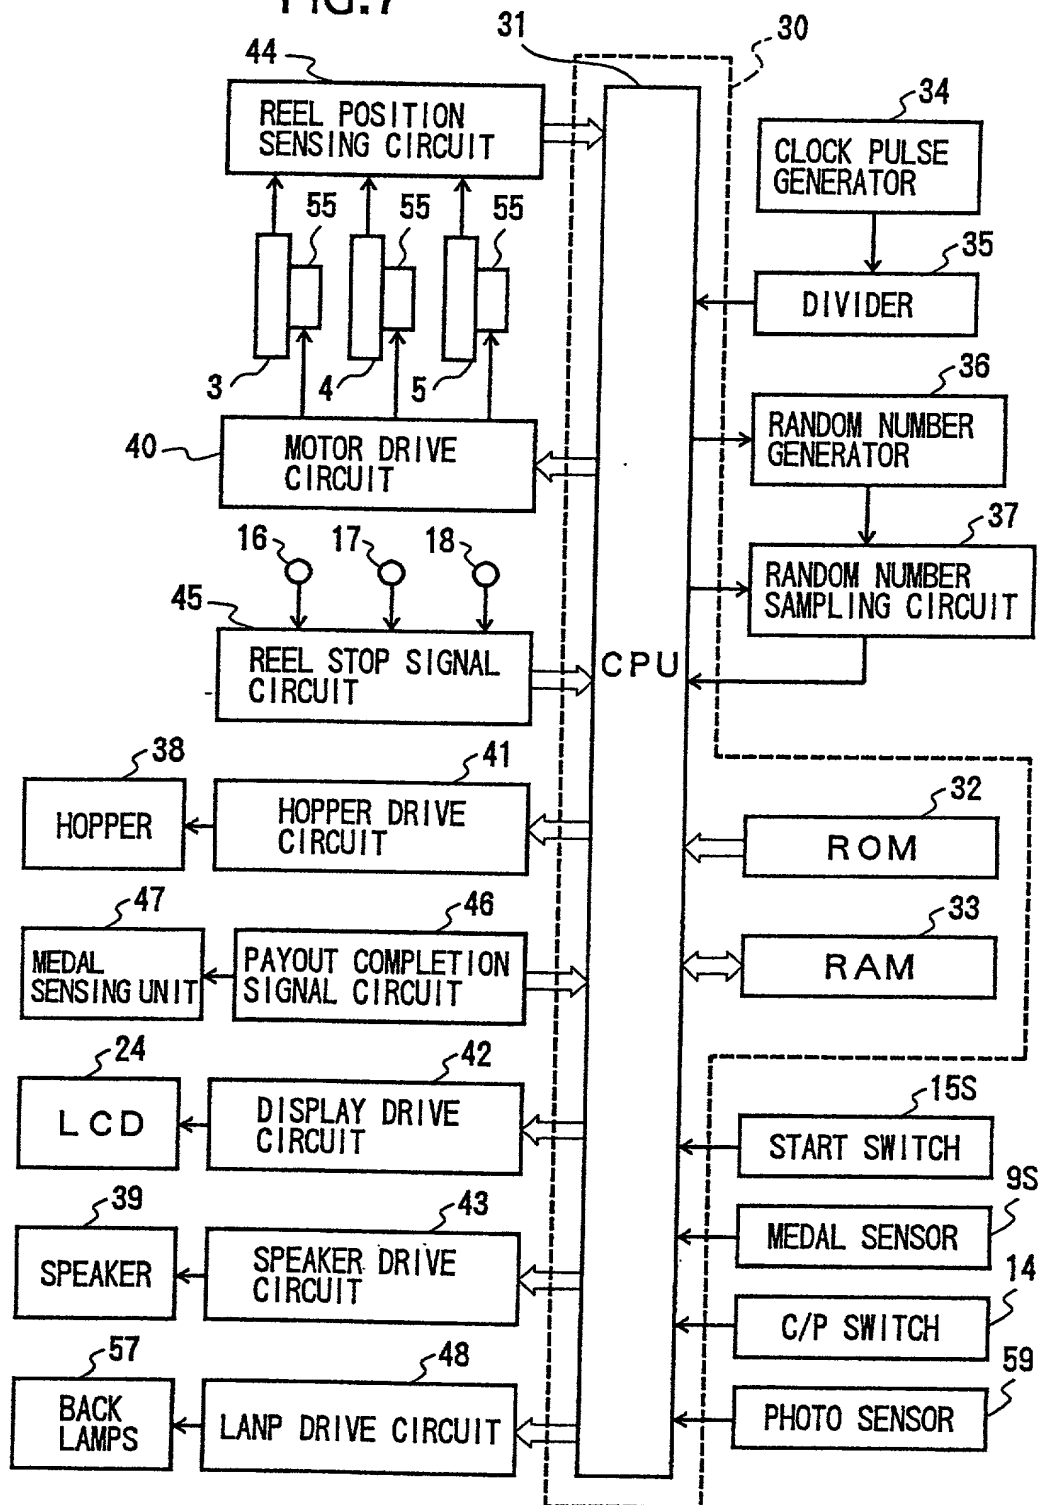 FIG.7
31
30
44
REEL POSITION
SENSING CIRCUIT
34
CLOCK PULSE
GENERATOR
55
55
55
35
DIVIDER
3
4
5
36
RANDOM NUMBER
GENERATOR
40
MOTOR DRIVE
CIRCUIT
16
17
18
37
RANDOM NUMBER
SAMPLING CIRCUIT
45
REEL STOP SIGNAL
CIRCUIT
CPU
38
HOPPER
41
HOPPER DRIVE
CIRCUIT
32
ROM
47
MEDAL
SENSING UNIT
46
PAYOUT COMPLETION
SIGNAL CIRCUIT
33
RAM
24
LCD
42
DISPLAY DRIVE
CIRCUIT
15S
START SWITCH
39
SPEAKER
43
SPEAKER DRIVE
CIRCUIT
9S
MEDAL SENSOR
14
C/P SWITCH
57
BACK
LAMPS
48
LANP DRIVE CIRCUIT
59
PHOTO SENSOR